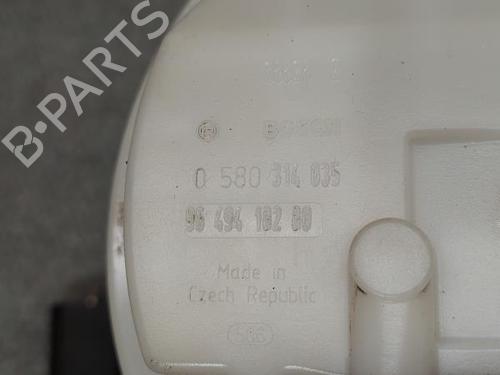 B-PARTS
BOSCH
0 580 314 035
96 494 182 80
Made in
Czech Republic